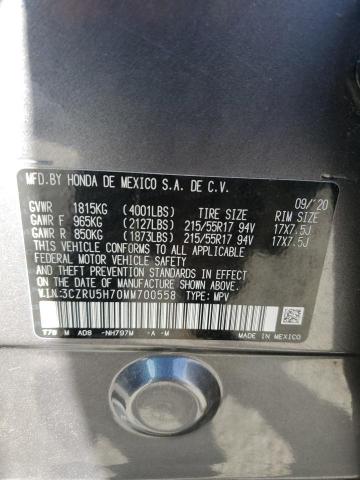 MFD.BY HONDA DE MEXICO S.A. DE C.V.
09/'20
GVWR 1815KG (4001LBS) TIRE SIZE RIM SIZE
GAWR F 965KG (2127LBS) 215/55R17 94V 17X7.5J
GAWR R 850KG (1873LBS) 215/55R17 94V 17X7.5J
THIS VEHICLE CONFORMS TO ALL APPLICABLE
FEDERAL MOTOR VEHICLE SAFETY AND THEFT
PREVENTION STANDARDS IN EFFECT ON THE DATE
OF MANUFACTURE SHOWN ABOVE.
V.I.N.:3CZRU5H70MM700558 TYPE: MPV
M AD8 -NH797M -A -M
MADE IN MEXICO